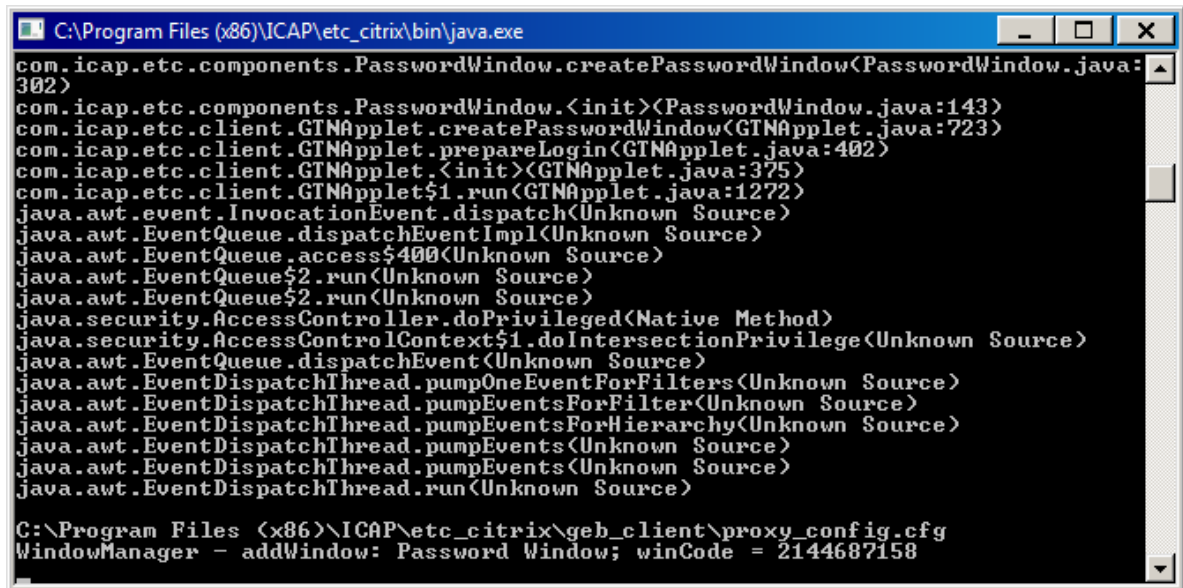 C:\Program Files (x86)\ICAP\etc_citrix\bin\java.exe
com.icap.etc.components.PasswordWindow.createPasswordWindow(PasswordWindow.java:
302)
com.icap.etc.components.PasswordWindow.<init>(PasswordWindow.java:143)
com.icap.etc.client.GTNApplet.createPasswordWindow(GTNApplet.java:723)
com.icap.etc.client.GTNApplet.prepareLogin(GTNApplet.java:402)
com.icap.etc.client.GTNApplet.<init>(GTNApplet.java:375)
com.icap.etc.client.GTNApplet$1.run(GTNApplet.java:1272)
java.awt.event.InvocationEvent.dispatch(Unknown Source)
java.awt.EventQueue.dispatchEventImpl(Unknown Source)
java.awt.EventQueue.access$400(Unknown Source)
java.awt.EventQueue$2.run(Unknown Source)
java.awt.EventQueue$2.run(Unknown Source)
java.security.AccessController.doPrivileged(Native Method)
java.security.AccessControlContext$1.doIntersectionPrivilege(Unknown Source)
java.awt.EventQueue.dispatchEvent(Unknown Source)
java.awt.EventDispatchThread.pumpOneEventForFilters(Unknown Source)
java.awt.EventDispatchThread.pumpEventsForFilter(Unknown Source)
java.awt.EventDispatchThread.pumpEventsForHierarchy(Unknown Source)
java.awt.EventDispatchThread.pumpEvents(Unknown Source)
java.awt.EventDispatchThread.pumpEvents(Unknown Source)
java.awt.EventDispatchThread.run(Unknown Source)
C:\Program Files (x86)\ICAP\etc_citrix\geb_client\proxy_config.cfg
WindowManager - addWindow: Password Window; winCode = 2144687158